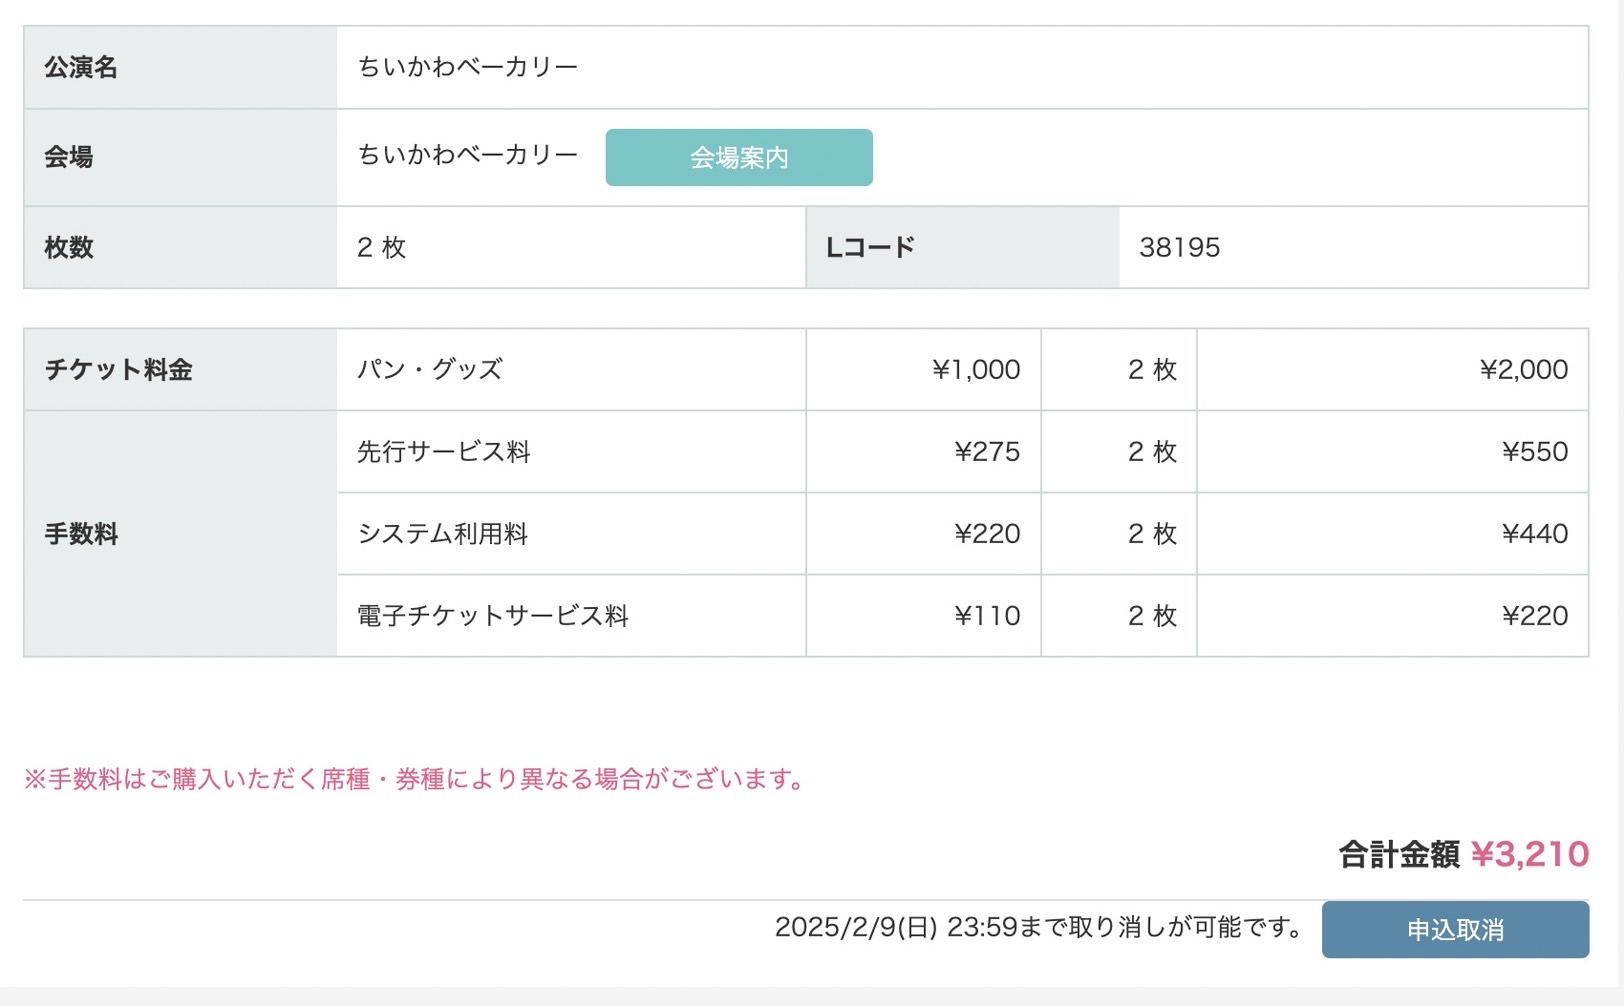 公演名 ちいかわベーカリー
会場 ちいかわベーカリー 会場案内
枚数 2 枚 Lコード 38195
チケット料金 パン・グッズ ¥1,000 2 枚 ¥2,000
手数料
先行サービス料 ¥275 2 枚 ¥550
システム利用料 ¥220 2 枚 ¥440
電子チケットサービス料 ¥110 2 枚 ¥220
※手数料はご購入いただく席種・券種により異なる場合がございます。
合計金額 ¥3,210
2025/2/9(日) 23:59まで取り消しが可能です。 申込取消